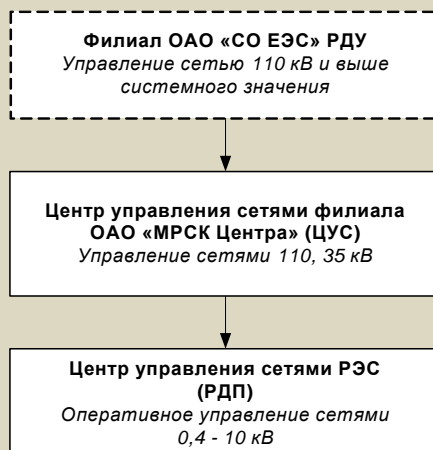 Филиал ОАО «СО ЕЭС» РДУ
Управление сетью 110 кВ и выше
системного значения
Центр управления сетями филиала
ОАО «МРСК Центра» (ЦУС)
Управление сетями 110, 35 кВ
Центр управления сетями РЭС
(РДП)
Оперативное управление сетями
0,4 - 10 кВ